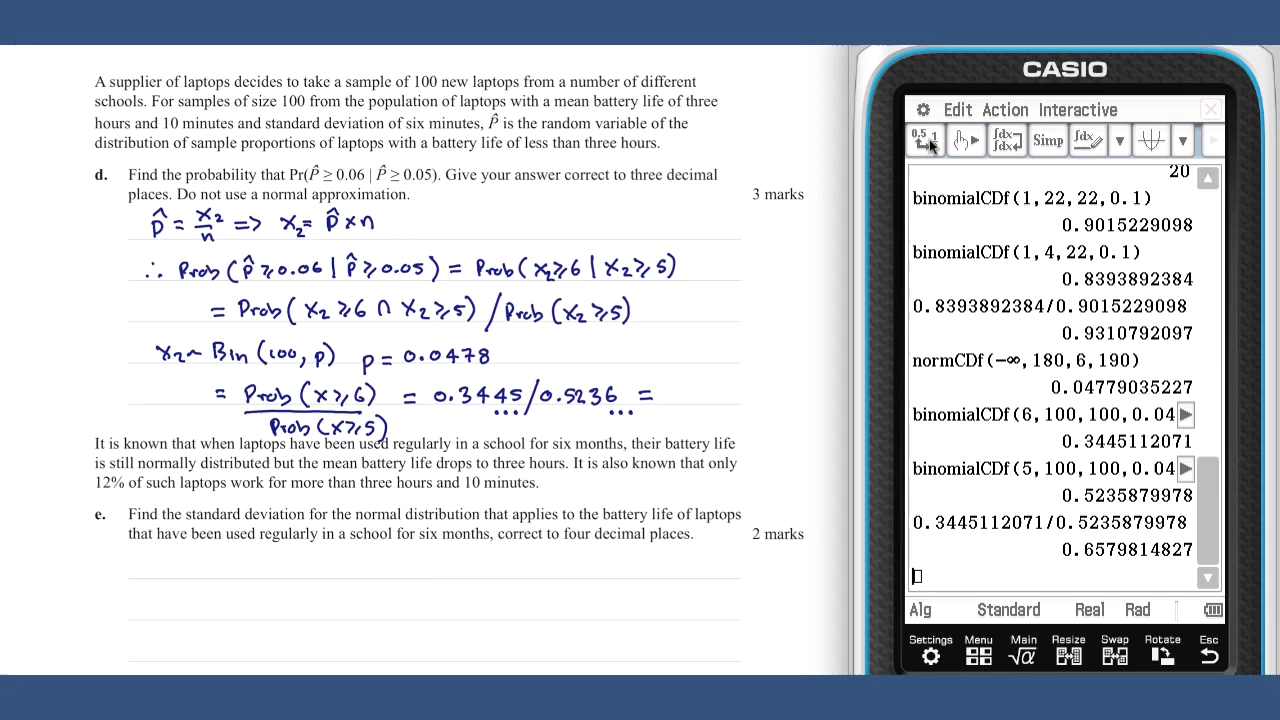 A supplier of laptops decides to take a sample of 100 new laptops from a number of different
schools. For samples of size 100 from the population of laptops with a mean battery life of three
hours and 10 minutes and standard deviation of six minutes, P̂ is the random variable of the
distribution of sample proportions of laptops with a battery life of less than three hours.
d. Find the probability that Pr(P̂ ≥ 0.06 | P̂ ≥ 0.05). Give your answer correct to three decimal
places. Do not use a normal approximation. 3 marks
p̂ = x₂/n => x₂ = p̂ × n
∴ Prob(p̂ ≥ 0.06 | p̂ ≥ 0.05) = Prob(x₂ ≥ 6 | x₂ ≥ 5)
= Prob(x₂ ≥ 6 ∩ x₂ ≥ 5) / Prob(x₂ ≥ 5)
x₂ ~ Bin(100, p) p = 0.0478
= Prob(x ≥ 6) = 0.3445.../0.5236... =
Prob(x ≥ 5)
It is known that when laptops have been used regularly in a school for six months, their battery life
is still normally distributed but the mean battery life drops to three hours. It is also known that only
12% of such laptops work for more than three hours and 10 minutes.
e. Find the standard deviation for the normal distribution that applies to the battery life of laptops
that have been used regularly in a school for six months, correct to four decimal places. 2 marks
CASIO
Edit Action Interactive
0.5 1 ∫dx ∫dx Simp ∫dx
20
binomialCDf(1,22,22,0.1)
0.9015229098
binomialCDf(1,4,22,0.1)
0.8393892384
0.8393892384/0.9015229098
0.9310792097
normCDf(−∞,180,6,190)
0.04779035227
binomialCDf(6,100,100,0.04
0.3445112071
binomialCDf(5,100,100,0.04
0.5235879978
0.3445112071/0.5235879978
0.6579814827
Alg Standard Real Rad
Settings Menu Main Resize Swap Rotate Esc
√α